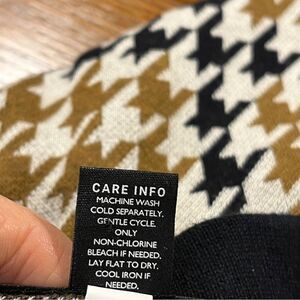 CARE INFO
MACHINE WASH
COLD SEPARATELY.
GENTLE CYCLE.
ONLY
NON-CHLORINE
BLEACH IF NEEDED.
LAY FLAT TO DRY.
COOL IRON IF
NEEDED.